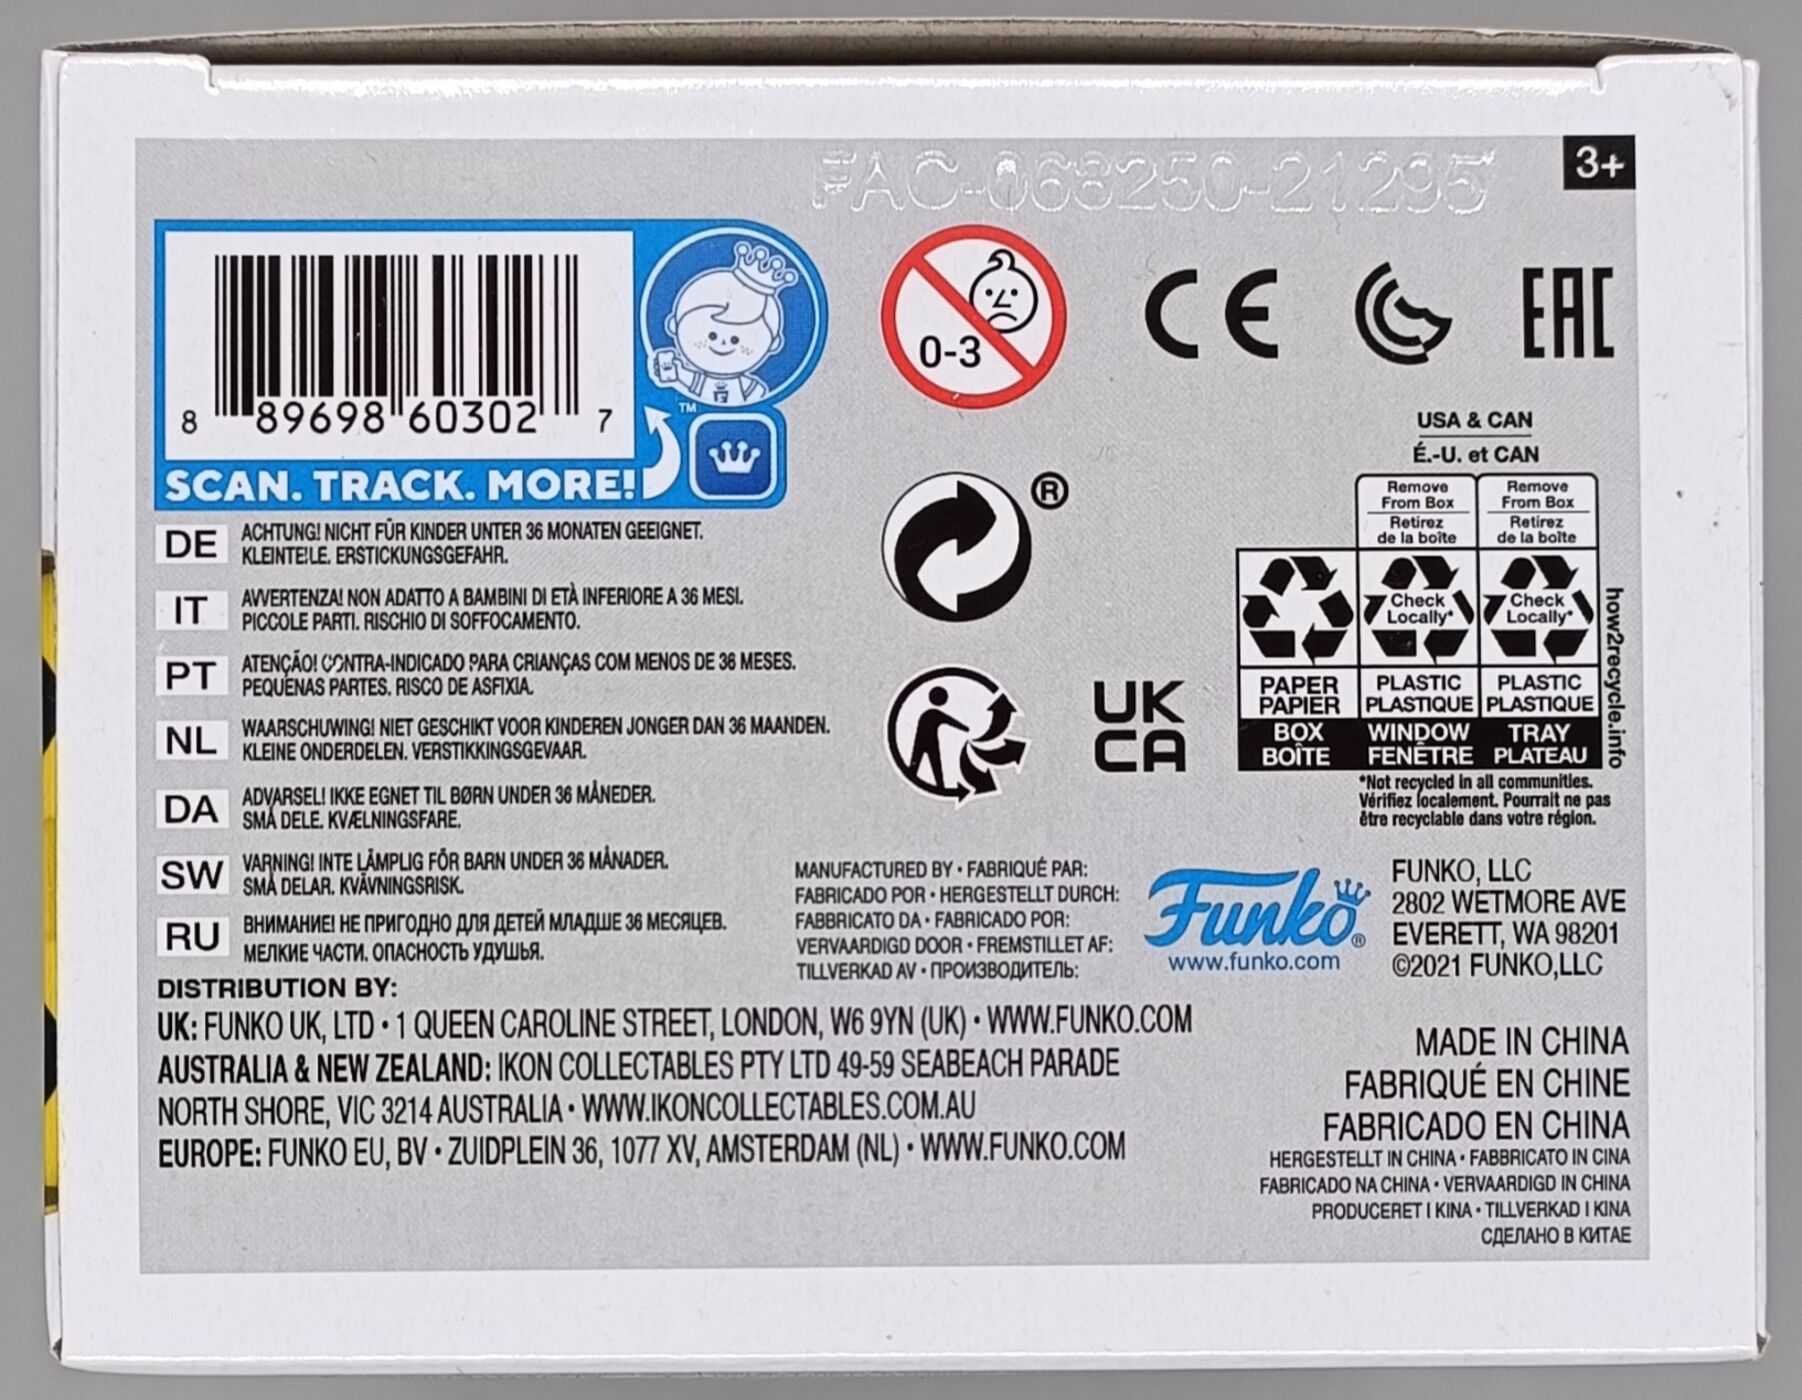 FAC-068250-21295
3+
8 89698 60302 7
TM
SCAN. TRACK. MORE!
0-3
CE
EAC
USA & CAN
É.-U. et CAN
Remove From Box
Retirez de la boîte
Remove From Box
Retirez de la boîte
Check Locally*
Check Locally*
PAPER PAPIER
PLASTIC PLASTIQUE
PLASTIC PLASTIQUE
BOX BOÎTE
WINDOW FENÊTRE
TRAY PLATEAU
how2recycle.info
*Not recycled in all communities.
Vérifiez localement. Pourrait ne pas
être recyclable dans votre région.
®
UK
CA
DE ACHTUNG! NICHT FÜR KINDER UNTER 36 MONATEN GEEIGNET.
KLEINTEILE. ERSTICKUNGSGEFAHR.
IT AVVERTENZA! NON ADATTO A BAMBINI DI ETÀ INFERIORE A 36 MESI.
PICCOLE PARTI. RISCHIO DI SOFFOCAMENTO.
PT ATENÇÃO! CONTRA-INDICADO PARA CRIANÇAS COM MENOS DE 36 MESES.
PEQUENAS PARTES. RISCO DE ASFIXIA.
NL WAARSCHUWING! NIET GESCHIKT VOOR KINDEREN JONGER DAN 36 MAANDEN.
KLEINE ONDERDELEN. VERSTIKKINGSGEVAAR.
DA ADVARSEL! IKKE EGNET TIL BØRN UNDER 36 MÅNEDER.
SMÅ DELE. KVÆLNINGSFARE.
SW VARNING! INTE LÄMPLIG FÖR BARN UNDER 36 MÅNADER.
SMÅ DELAR. KVÄVNINGSRISK.
RU ВНИМАНИЕ! НЕ ПРИГОДНО ДЛЯ ДЕТЕЙ МЛАДШЕ 36 МЕСЯЦЕВ.
МЕЛКИЕ ЧАСТИ. ОПАСНОСТЬ УДУШЬЯ.
MANUFACTURED BY • FABRIQUÉ PAR:
FABRICADO POR • HERGESTELLT DURCH:
FABBRICATO DA • FABRICADO POR:
VERVAARDIGD DOOR • FREMSTILLET AF:
TILLVERKAD AV • ПРОИЗВОДИТЕЛЬ:
Funko®
www.funko.com
FUNKO, LLC
2802 WETMORE AVE
EVERETT, WA 98201
©2021 FUNKO,LLC
DISTRIBUTION BY:
UK: FUNKO UK, LTD • 1 QUEEN CAROLINE STREET, LONDON, W6 9YN (UK) • WWW.FUNKO.COM
AUSTRALIA & NEW ZEALAND: IKON COLLECTABLES PTY LTD 49-59 SEABEACH PARADE
NORTH SHORE, VIC 3214 AUSTRALIA • WWW.IKONCOLLECTABLES.COM.AU
EUROPE: FUNKO EU, BV • ZUIDPLEIN 36, 1077 XV, AMSTERDAM (NL) • WWW.FUNKO.COM
MADE IN CHINA
FABRIQUÉ EN CHINE
FABRICADO EN CHINA
HERGESTELLT IN CHINA • FABBRICATO IN CINA
FABRICADO NA CHINA • VERVAARDIGD IN CHINA
PRODUCERET I KINA • TILLVERKAD I KINA
СДЕЛАНО В КИТАЕ